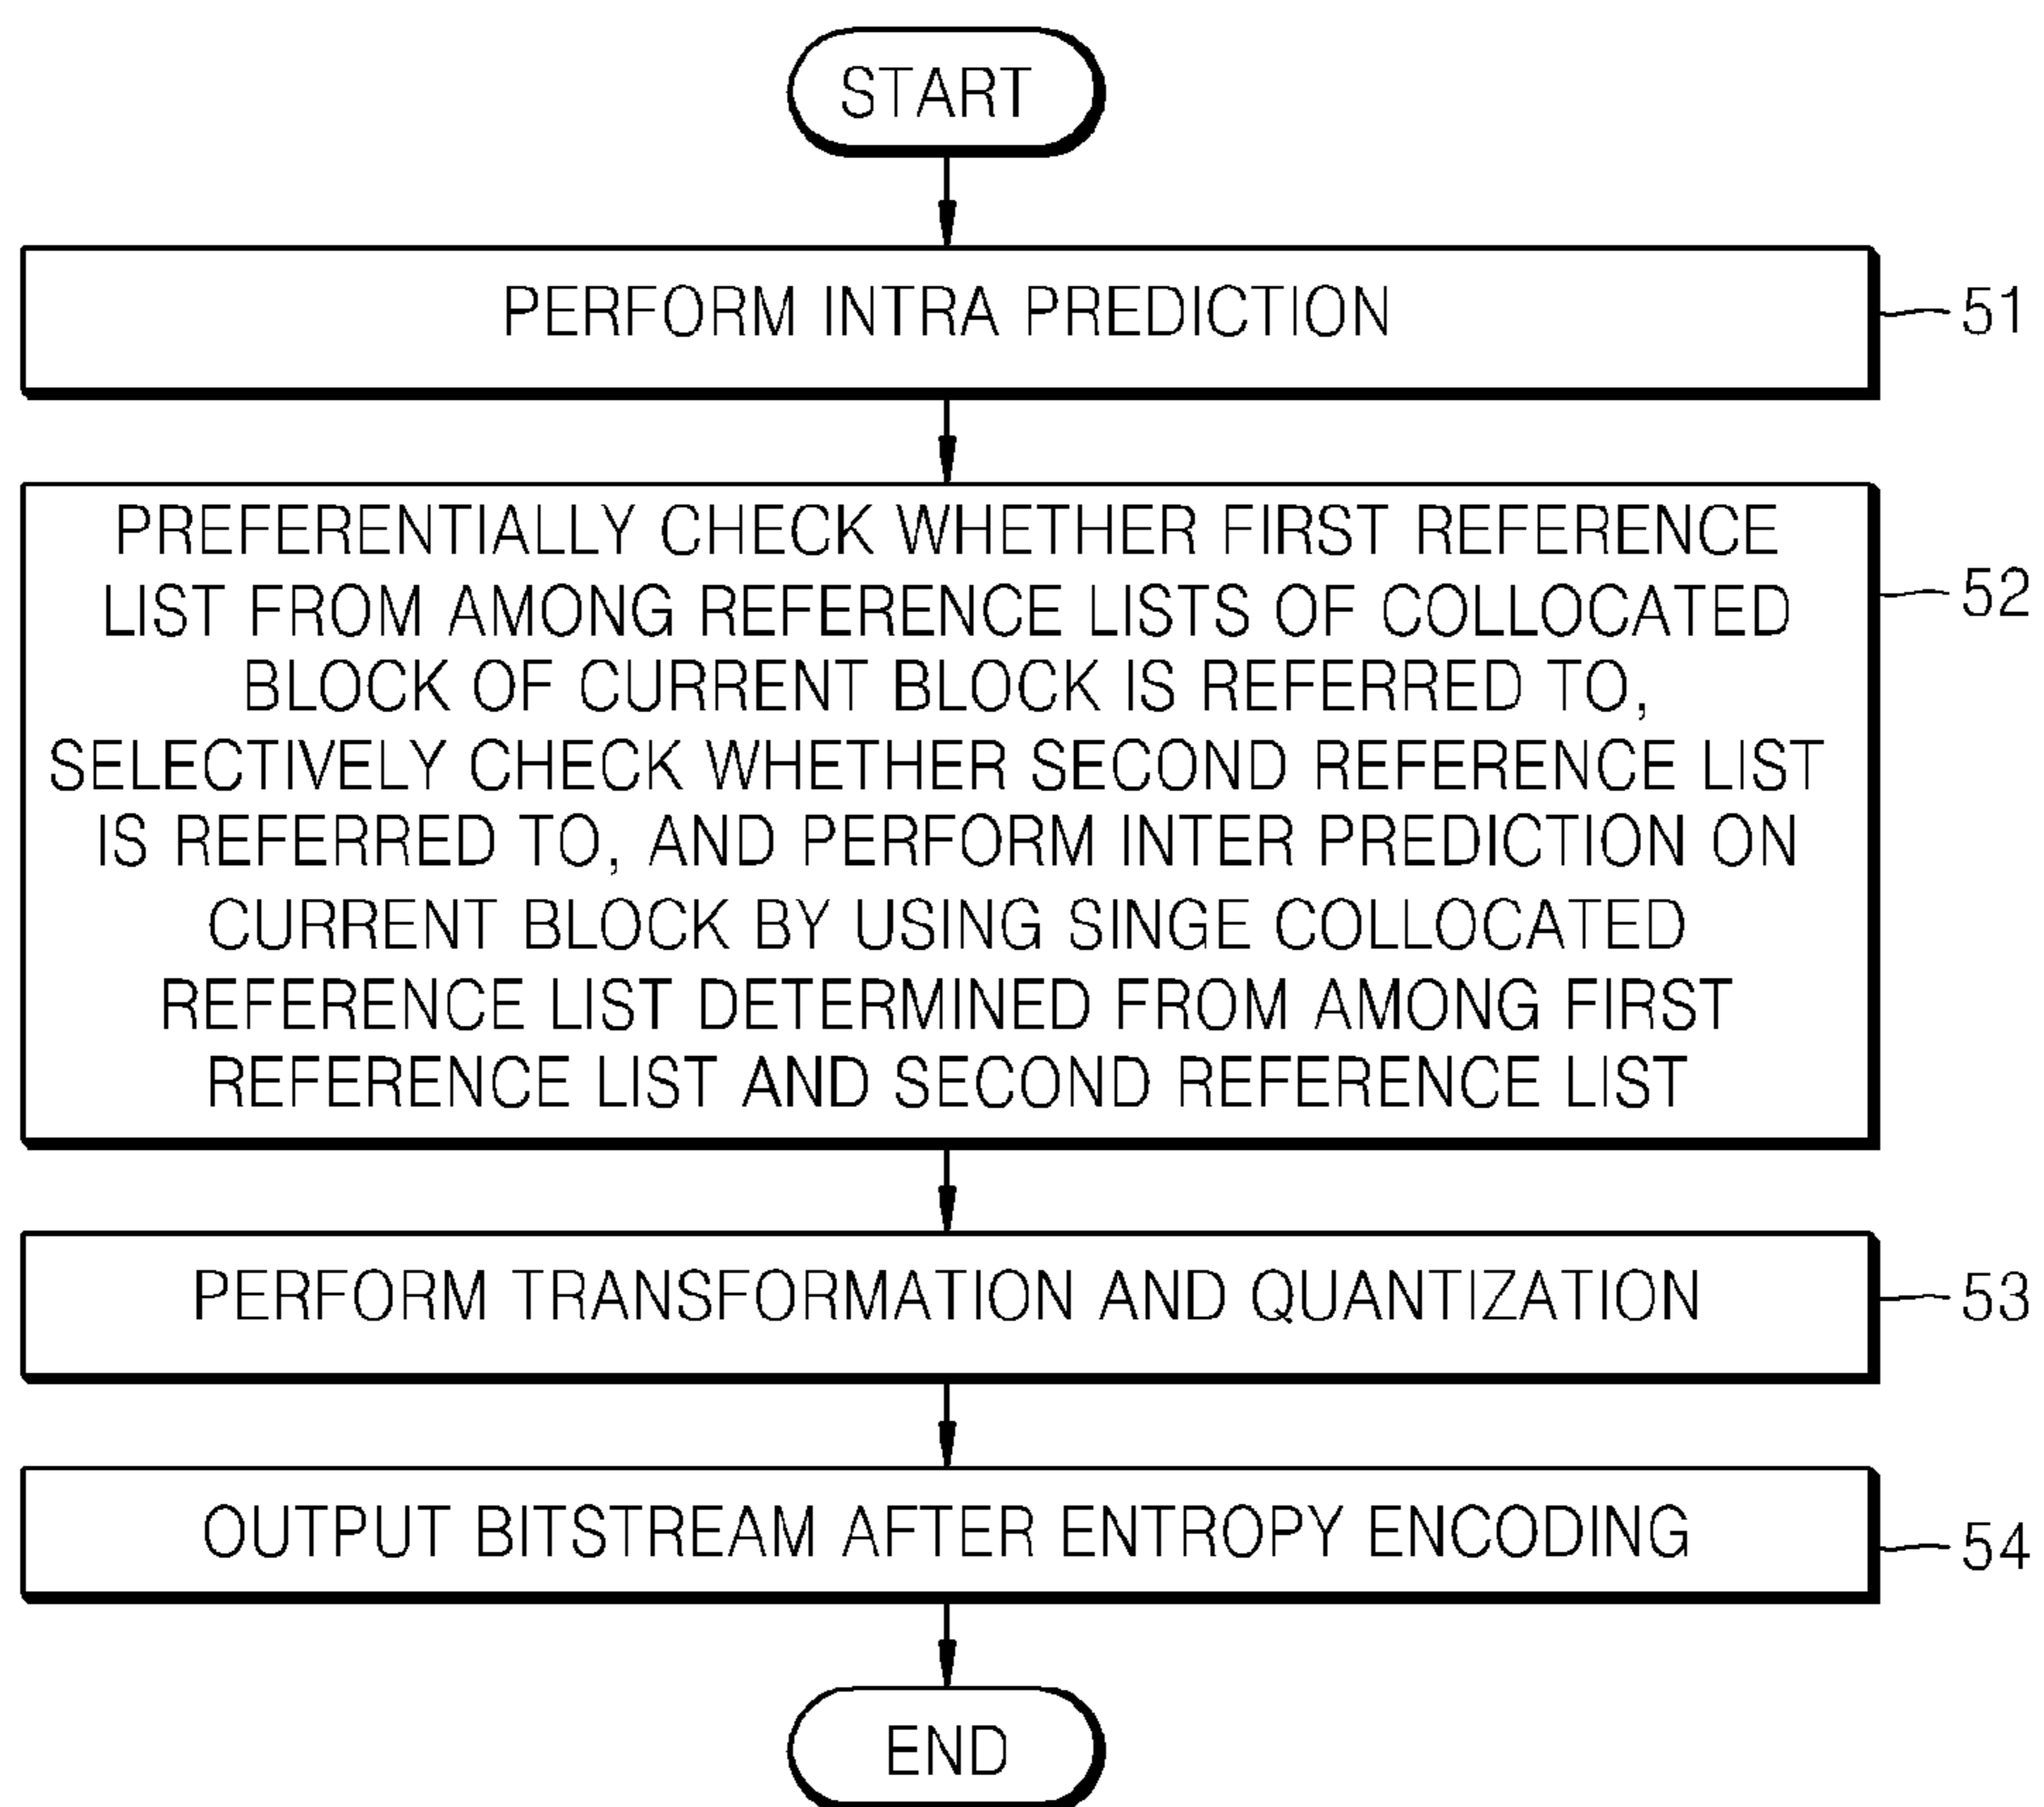 START
PERFORM INTRA PREDICTION
51
PREFERENTIALLY CHECK WHETHER FIRST REFERENCE
LIST FROM AMONG REFERENCE LISTS OF COLLOCATED
BLOCK OF CURRENT BLOCK IS REFERRED TO,
SELECTIVELY CHECK WHETHER SECOND REFERENCE LIST
IS REFERRED TO, AND PERFORM INTER PREDICTION ON
CURRENT BLOCK BY USING SINGE COLLOCATED
REFERENCE LIST DETERMINED FROM AMONG FIRST
REFERENCE LIST AND SECOND REFERENCE LIST
52
PERFORM TRANSFORMATION AND QUANTIZATION
53
OUTPUT BITSTREAM AFTER ENTROPY ENCODING
54
END